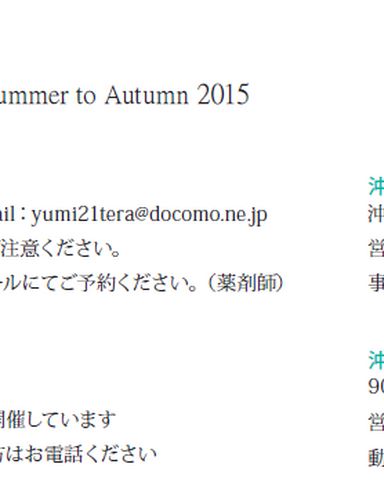 ummer to Autumn 2015
ail : yumi21tera@docomo.ne.jp
注意ください。
ールにてご予約ください。（薬剤師）
開催しています
方はお電話ください
沖
沖
営
事
沖
90
営
動